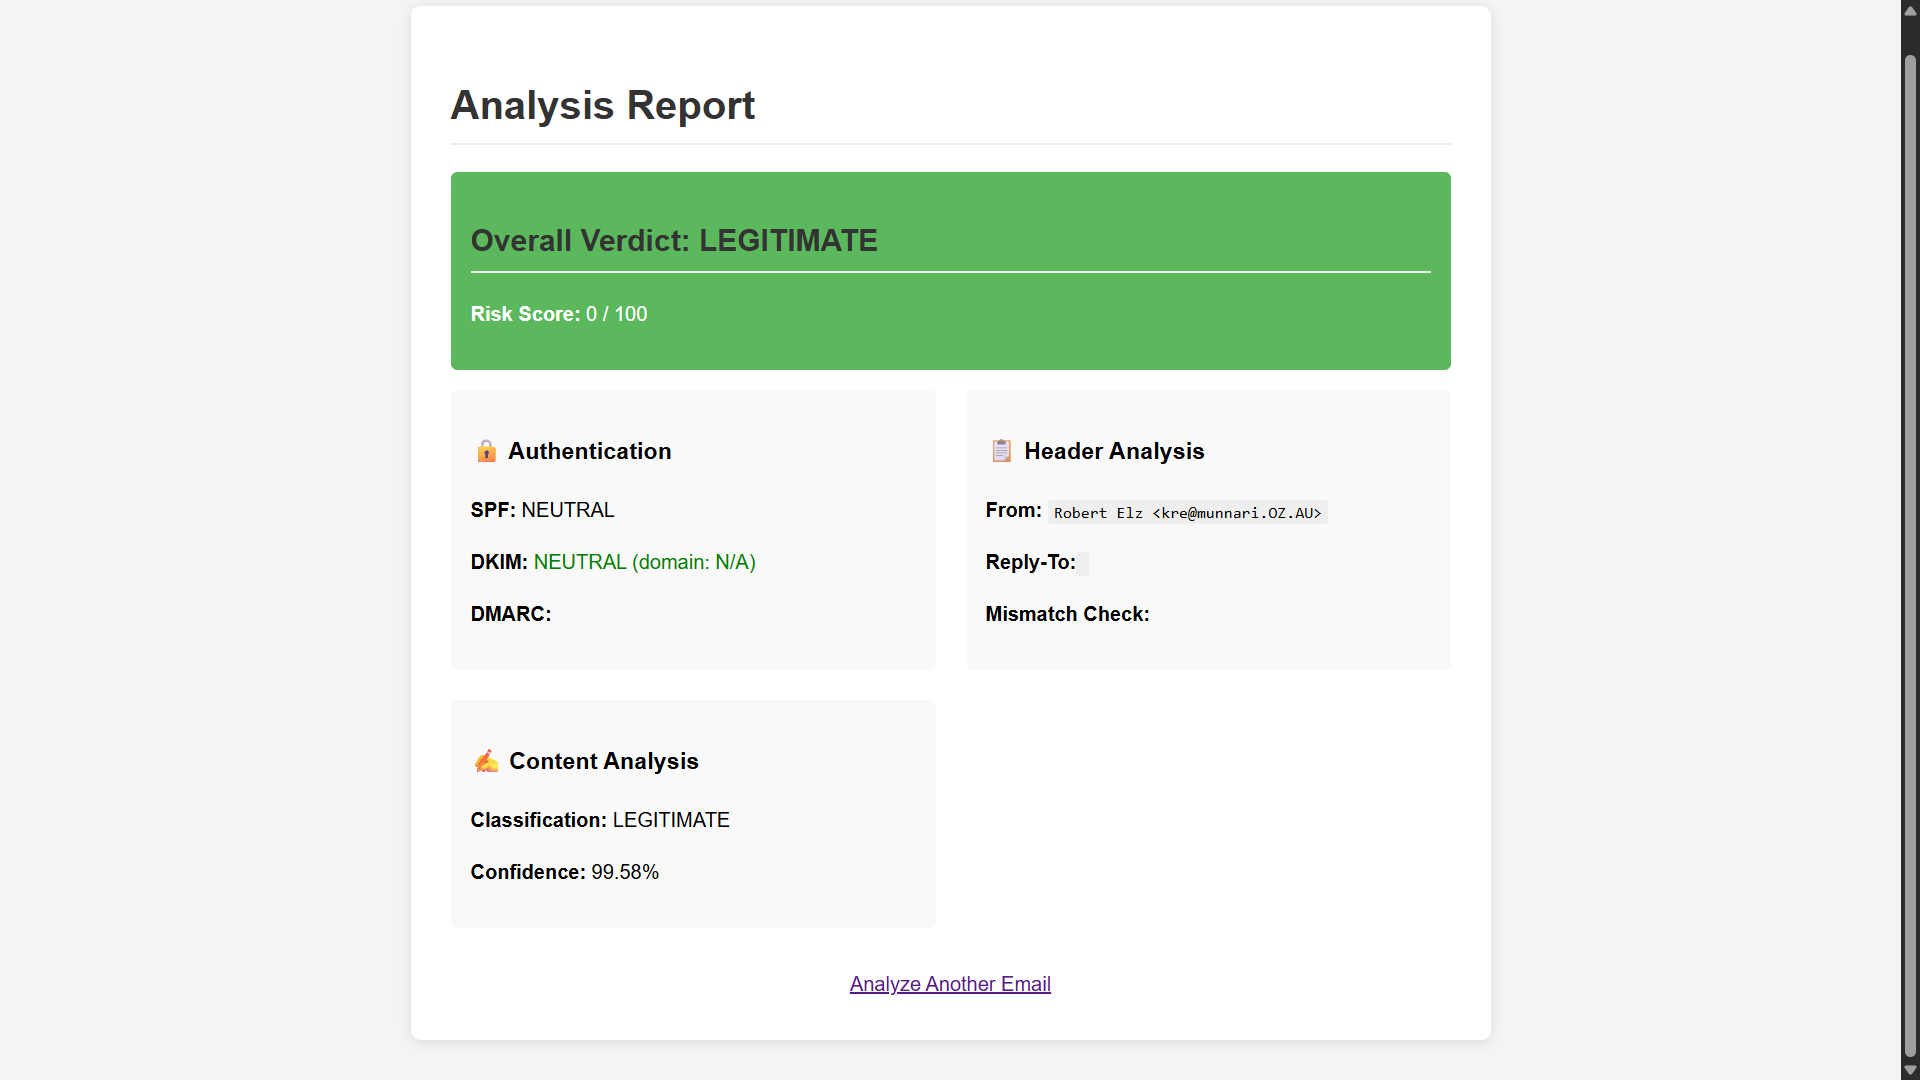 Analysis Report
Overall Verdict: LEGITIMATE
Risk Score: 0 / 100
Authentication
SPF: NEUTRAL
DKIM: NEUTRAL (domain: N/A)
DMARC:
Header Analysis
From: Robert Elz <kre@munnari.OZ.AU>
Reply-To:
Mismatch Check:
Content Analysis
Classification: LEGITIMATE
Confidence: 99.58%
Analyze Another Email